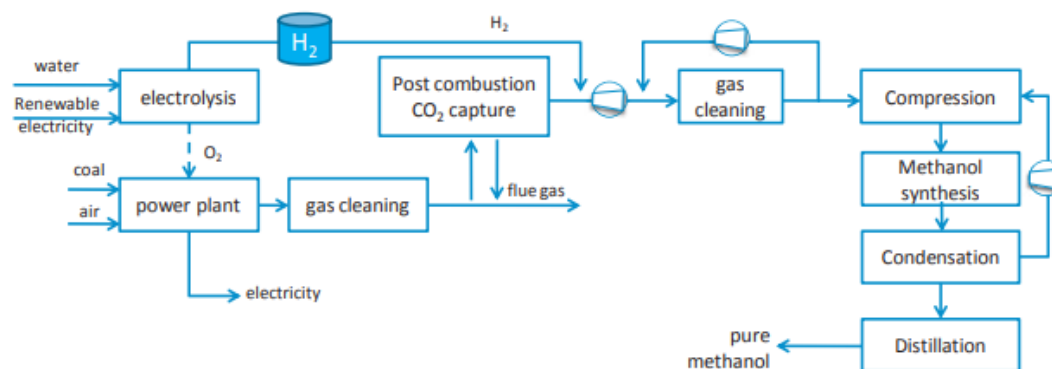 H2
H2
water
electrolysis
Renewable
electricity
Post combustion
CO2 capture
gas
cleaning
Compression
O2
coal
air
power plant
gas cleaning
flue gas
Methanol
synthesis
Condensation
electricity
pure
methanol
Distillation